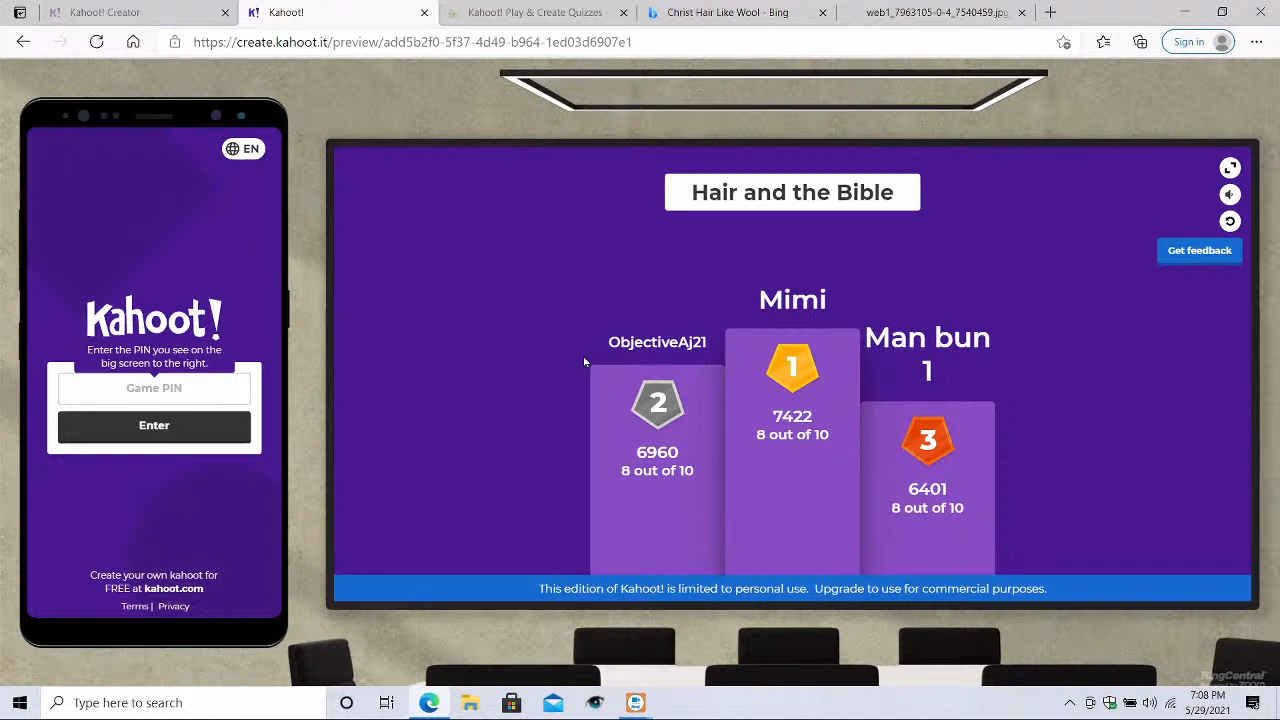 Kahoot! Creator
Kahoot!
Kahoot! Play & Create Quizzes -
Christ Hair Like Wool - Bing
web1_7963105-0-4_7540459.jpg
https://create.kahoot.it/preview/add5b2f0-5f37-4d49-b964-1ed03d6907e1
Sign in
EN
Kahoot!
Enter the PIN you see on the
big screen to the right.
Game PIN
Enter
Create your own kahoot for
FREE at kahoot.com
Terms | Privacy
Hair and the Bible
Get feedback
Mimi
1
7422
8 out of 10
ObjectiveAj21
2
6960
8 out of 10
Man bun
1
3
6401
8 out of 10
This edition of Kahoot! is limited to personal use. Upgrade to use for commercial purposes.
RingCentral
Powered by ZOOM
Type here to search
7:08 PM
5/29/2021